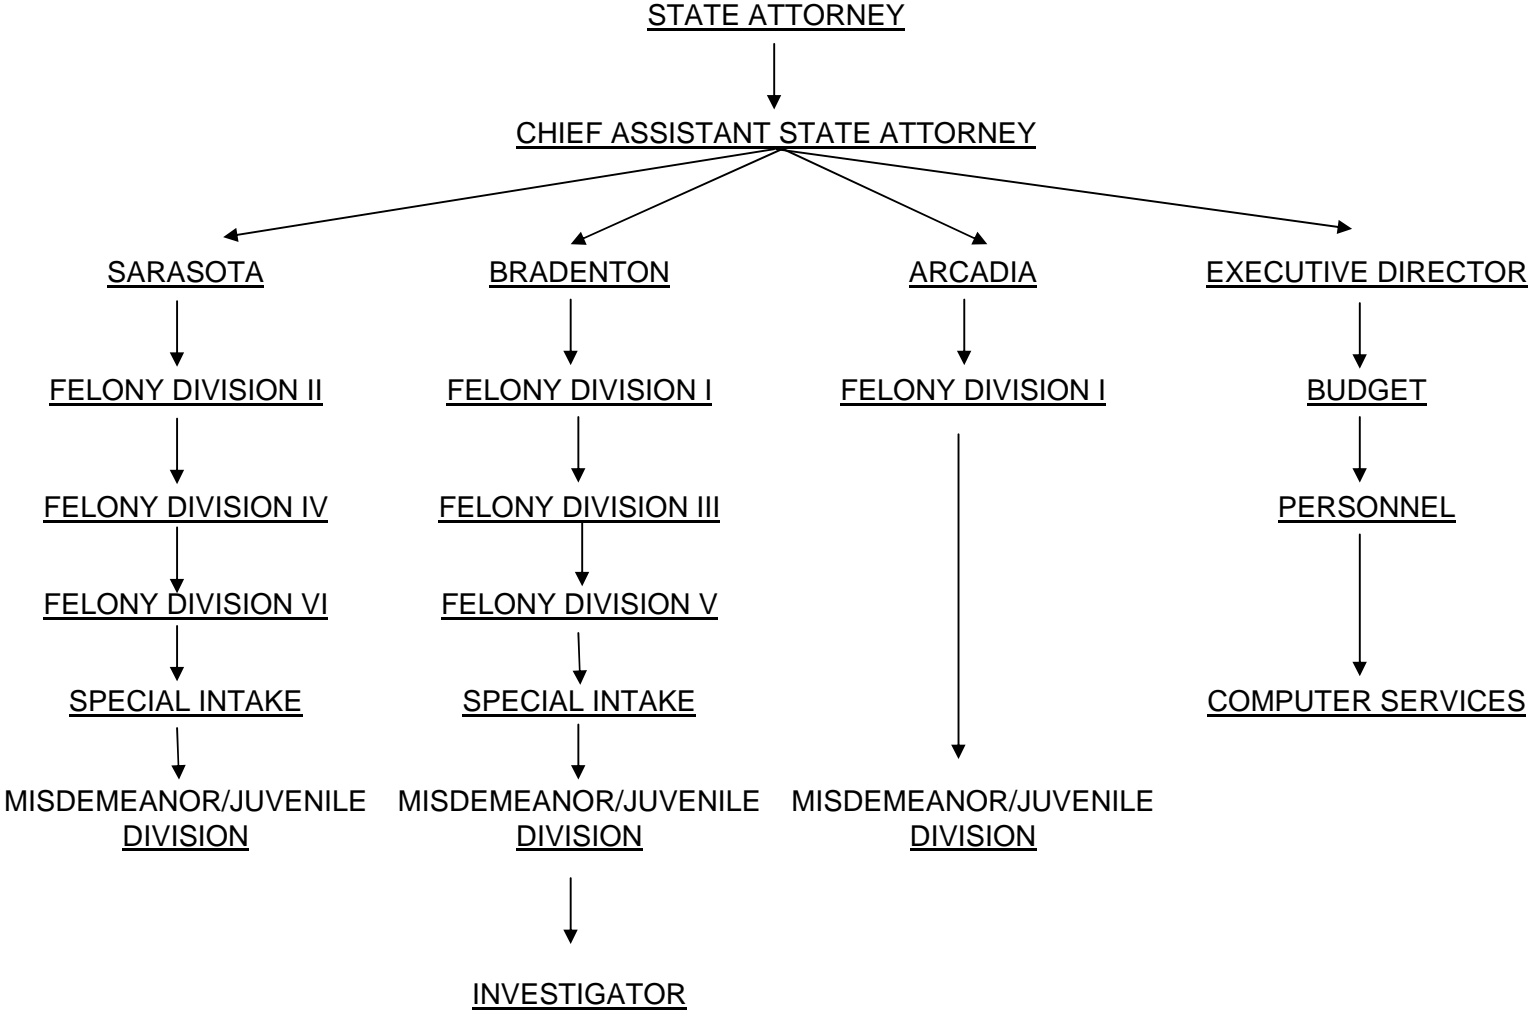 STATE ATTORNEY
CHIEF ASSISTANT STATE ATTORNEY
SARASOTA
BRADENTON
ARCADIA
EXECUTIVE DIRECTOR
FELONY DIVISION II
FELONY DIVISION I
FELONY DIVISION I
BUDGET
FELONY DIVISION IV
FELONY DIVISION III
PERSONNEL
FELONY DIVISION VI
FELONY DIVISION V
SPECIAL INTAKE
SPECIAL INTAKE
COMPUTER SERVICES
MISDEMEANOR/JUVENILE
DIVISION
MISDEMEANOR/JUVENILE
DIVISION
MISDEMEANOR/JUVENILE
DIVISION
INVESTIGATOR